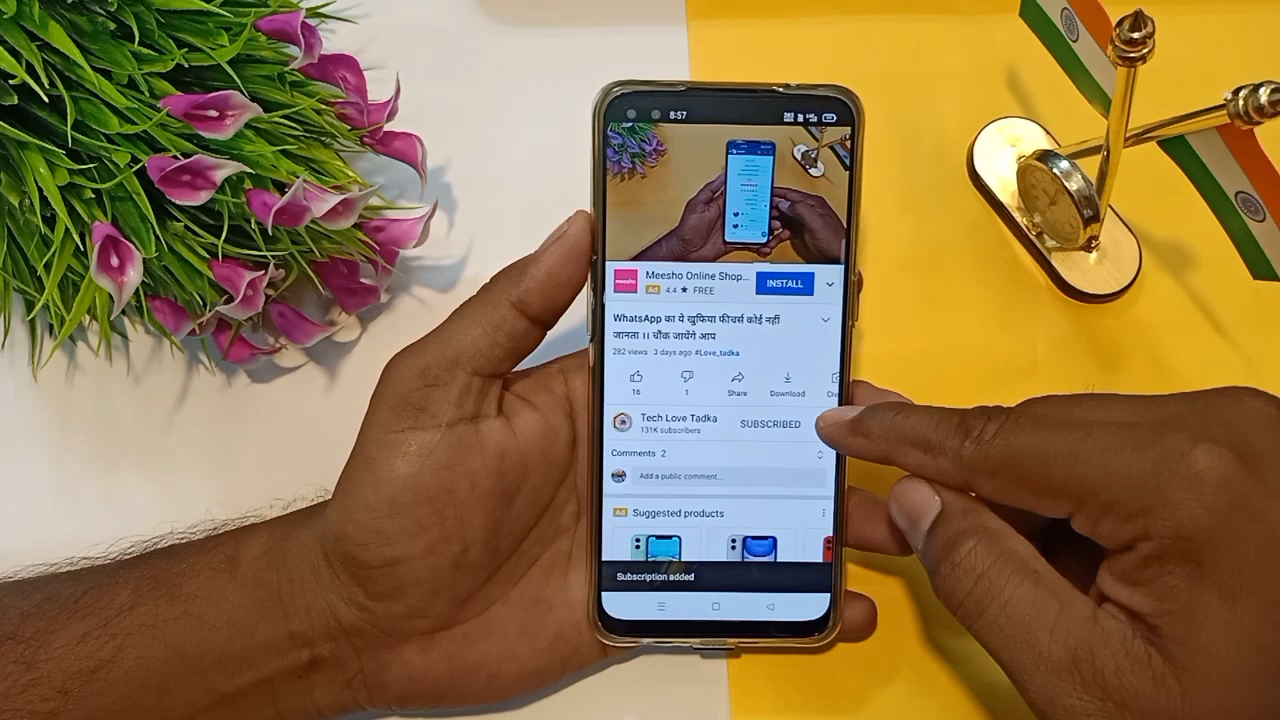 8:57
meesho
Meesho Online Shop...
Ad 4.4 ★ FREE
INSTALL
WhatsApp का ये खुफिया फीचर्स कोई नहीं
जानता ।। चौंक जायेंगे आप
282 views · 3 days ago #Love_tadka
16
1
Share
Download
Cre
Tech Love Tadka
131K subscribers
SUBSCRIBED
Comments 2
Add a public comment...
Ad Suggested products
Subscription added